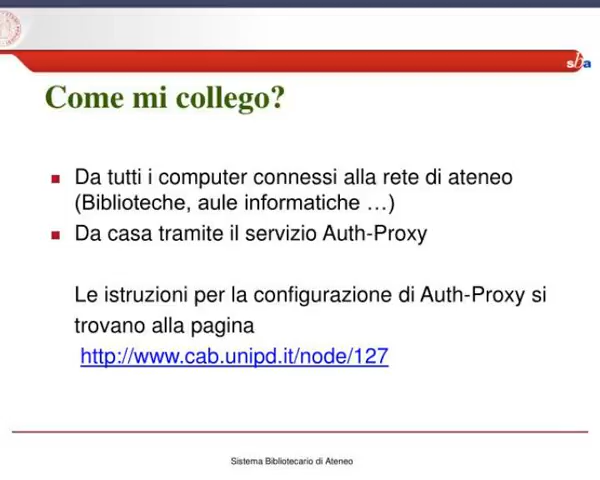 sba
Come mi collego?
Da tutti i computer connessi alla rete di ateneo
(Biblioteche, aule informatiche …)
Da casa tramite il servizio Auth-Proxy
Le istruzioni per la configurazione di Auth-Proxy si
trovano alla pagina
http://www.cab.unipd.it/node/127
Sistema Bibliotecario di Ateneo